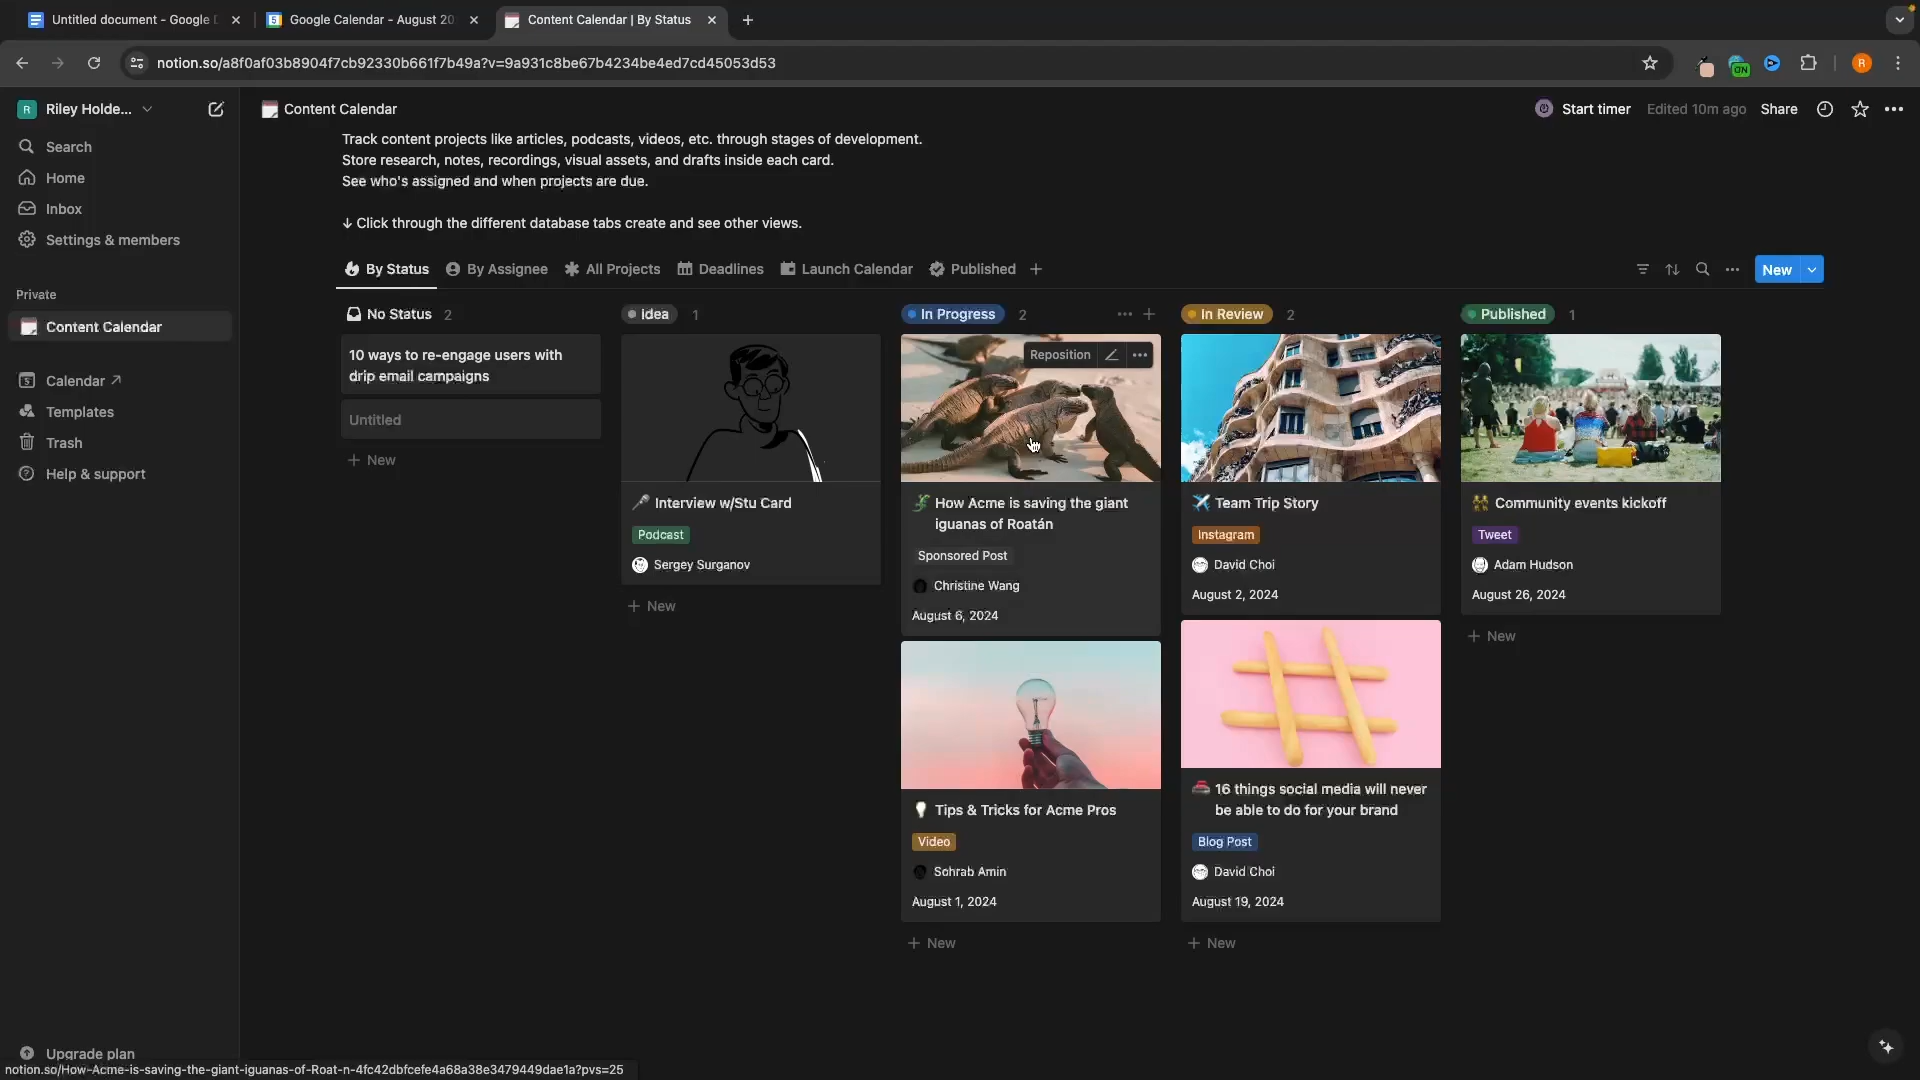 Untitled document - Google D
Google Calendar - August 20
Content Calendar | By Status
notion.so/a8f0af03b8904f7cb92330b661f7b49a?v=9a931c8be67b4234be4ed7cd45053d53
ON
R
R
Riley Holde...
Content Calendar
Start timer
Edited 10m ago
Share
Search
Home
Inbox
Settings & members
Private
Content Calendar
Calendar ↗
Templates
Trash
Help & support
Upgrade plan
Track content projects like articles, podcasts, videos, etc. through stages of development.
Store research, notes, recordings, visual assets, and drafts inside each card.
See who's assigned and when projects are due.
↓ Click through the different database tabs create and see other views.
By Status
By Assignee
All Projects
Deadlines
Launch Calendar
Published
New
No Status 2
10 ways to re-engage users with
drip email campaigns
Untitled
+ New
idea 1
Interview w/Stu Card
Podcast
Sergey Surganov
+ New
In Progress 2
Reposition
How Acme is saving the giant
iguanas of Roatán
Sponsored Post
Christine Wang
August 6, 2024
Tips & Tricks for Acme Pros
Video
Sohrab Amin
August 1, 2024
+ New
In Review 2
Team Trip Story
Instagram
David Choi
August 2, 2024
16 things social media will never
be able to do for your brand
Blog Post
David Choi
August 19, 2024
+ New
Published 1
Community events kickoff
Tweet
Adam Hudson
August 26, 2024
+ New
notion.so/How-Acme-is-saving-the-giant-iguanas-of-Roat-n-4fc42dbfcefe4a68a38e3479449dae1a?pvs=25